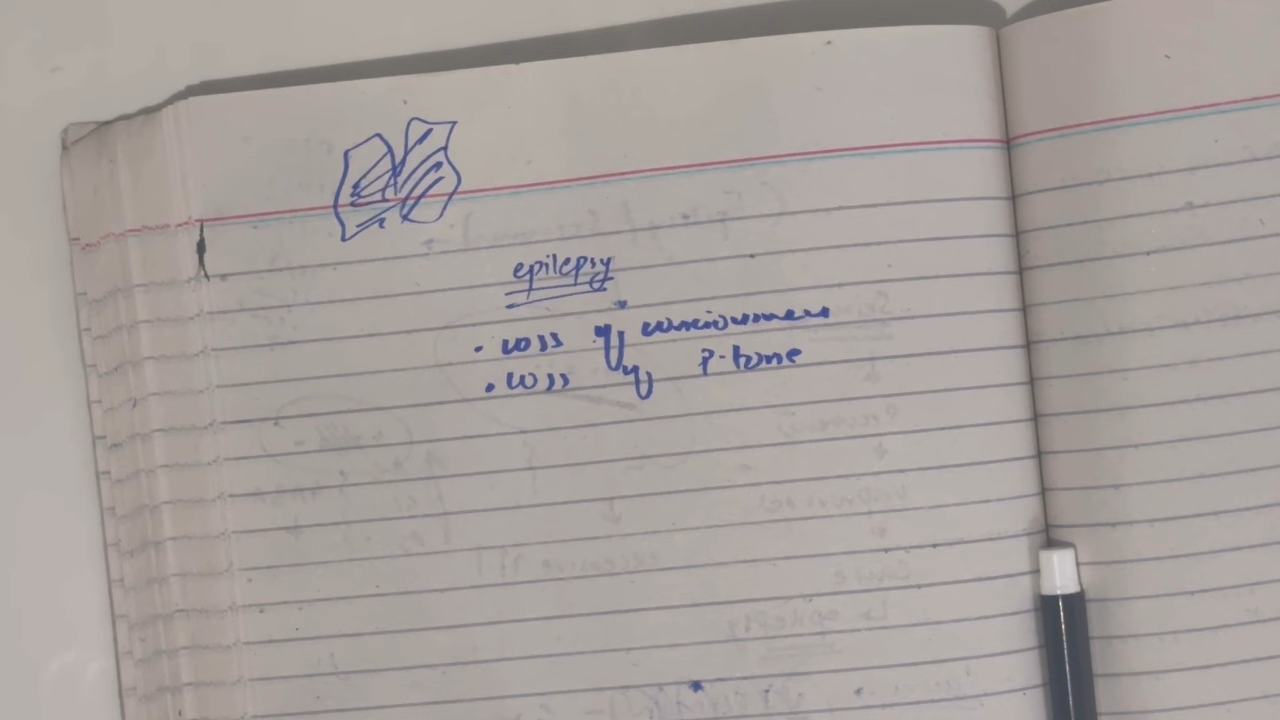 epilepsy
• loss of consciousness
• loss of P. tone